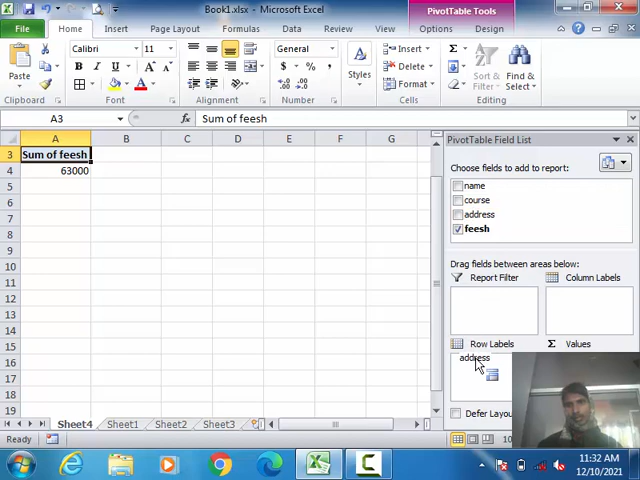 Book1.xlsx - Microsoft Excel
PivotTable Tools
File
Home
Insert
Page Layout
Formulas
Data
Review
View
Options
Design
Paste
Clipboard
Calibri
11
B I U
A
Font
Alignment
General
$ % ,
Number
Styles
Insert
Delete
Format
Cells
Σ
Sort & Filter
Find & Select
Editing
A3
fx
Sum of feesh
A B C D E F G
3 Sum of feesh
4 63000
5
6
7
8
9
10
11
12
13
14
15
16
17
18
19
PivotTable Field List
Choose fields to add to report:
name
course
address
feesh
Drag fields between areas below:
Report Filter
Column Labels
Row Labels
Σ Values
address
Defer Layou
Sheet4 Sheet1 Sheet2 Sheet3
Ready
11:32 AM
12/10/2021